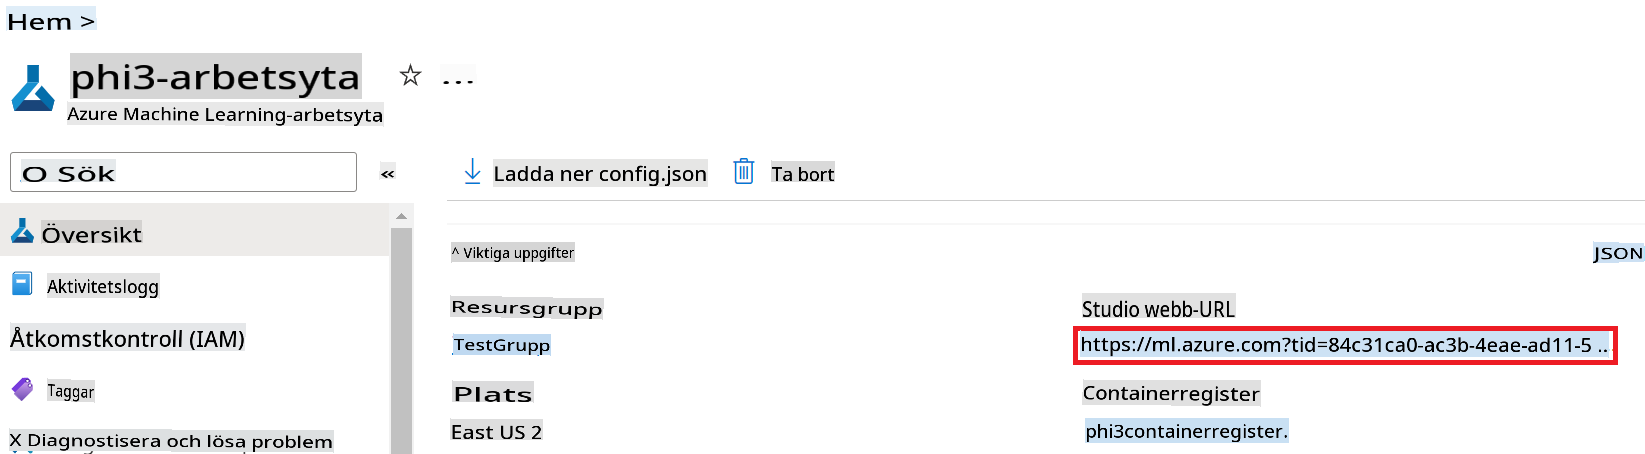 Hem >
phi3-arbetsyta
Azure Machine Learning-arbetsyta
O Sök
«
Ladda ner config.json
Ta bort
Översikt
Aktivitetslogg
Åtkomstkontroll (IAM)
Taggar
X Diagnostisera och lösa problem
^ Viktiga uppgifter
JSON
Resursgrupp
TestGrupp
Plats
East US 2
Studio webb-URL
https://ml.azure.com?tid=84c31ca0-ac3b-4eae-ad11-5 ..
Containerregister
phi3containerregister.